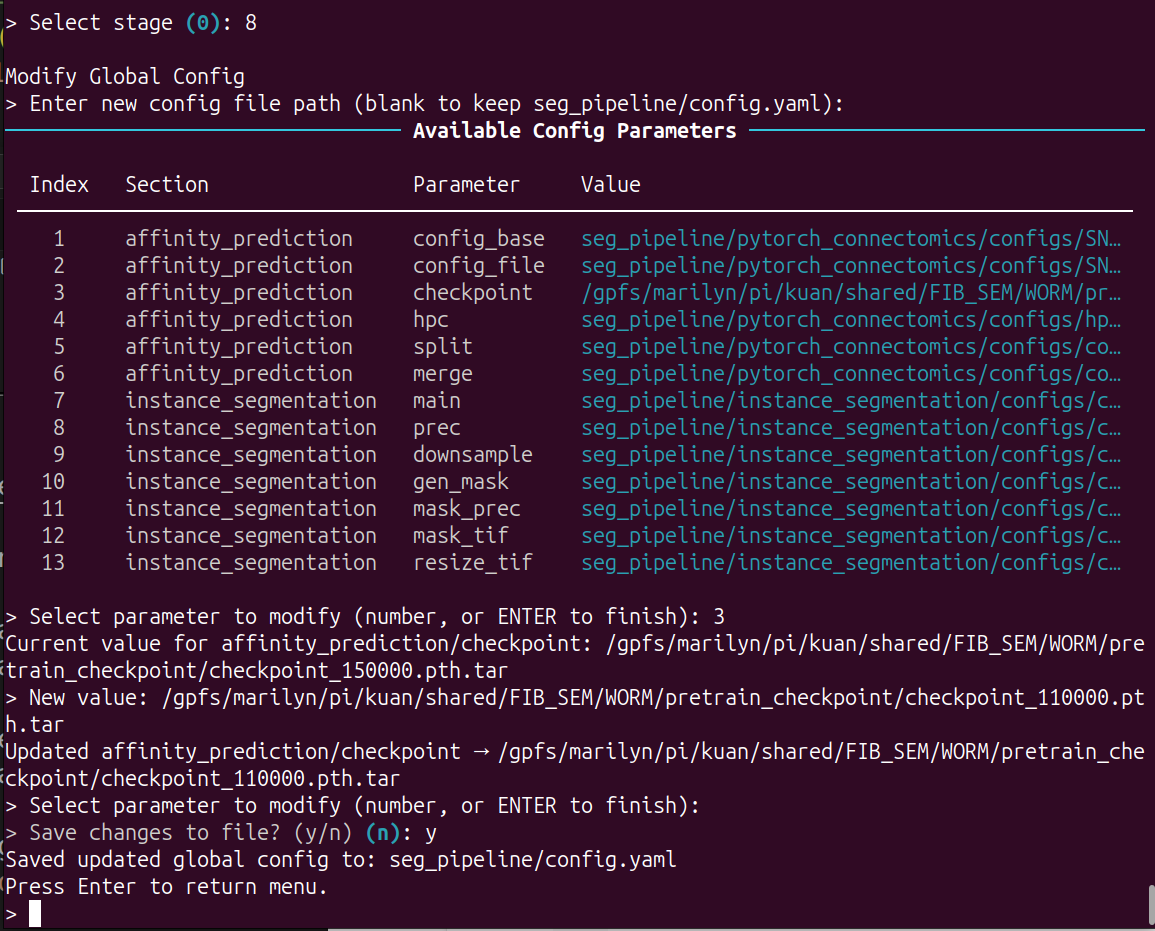 > Select stage (0): 8
Modify Global Config
> Enter new config file path (blank to keep seg_pipeline/config.yaml):
Available Config Parameters
Index Section Parameter Value
1 affinity_prediction config_base seg_pipeline/pytorch_connectomics/configs/SN…
2 affinity_prediction config_file seg_pipeline/pytorch_connectomics/configs/SN…
3 affinity_prediction checkpoint /gpfs/marilyn/pi/kuan/shared/FIB_SEM/WORM/pr…
4 affinity_prediction hpc seg_pipeline/pytorch_connectomics/configs/hp…
5 affinity_prediction split seg_pipeline/pytorch_connectomics/configs/co…
6 affinity_prediction merge seg_pipeline/pytorch_connectomics/configs/co…
7 instance_segmentation main seg_pipeline/instance_segmentation/configs/c…
8 instance_segmentation prec seg_pipeline/instance_segmentation/configs/c…
9 instance_segmentation downsample seg_pipeline/instance_segmentation/configs/c…
10 instance_segmentation gen_mask seg_pipeline/instance_segmentation/configs/c…
11 instance_segmentation mask_prec seg_pipeline/instance_segmentation/configs/c…
12 instance_segmentation mask_tif seg_pipeline/instance_segmentation/configs/c…
13 instance_segmentation resize_tif seg_pipeline/instance_segmentation/configs/c…
> Select parameter to modify (number, or ENTER to finish): 3
Current value for affinity_prediction/checkpoint: /gpfs/marilyn/pi/kuan/shared/FIB_SEM/WORM/pre
train_checkpoint/checkpoint_150000.pth.tar
> New value: /gpfs/marilyn/pi/kuan/shared/FIB_SEM/WORM/pretrain_checkpoint/checkpoint_110000.pt
h.tar
Updated affinity_prediction/checkpoint → /gpfs/marilyn/pi/kuan/shared/FIB_SEM/WORM/pretrain_che
ckpoint/checkpoint_110000.pth.tar
> Select parameter to modify (number, or ENTER to finish):
> Save changes to file? (y/n) (n): y
Saved updated global config to: seg_pipeline/config.yaml
Press Enter to return menu.
>